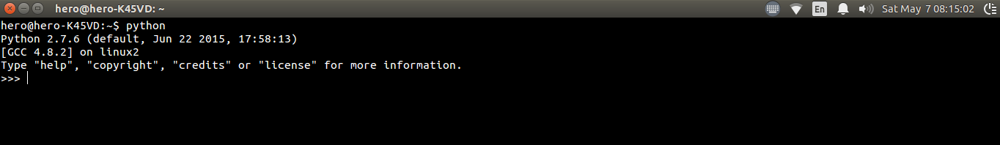 hero@hero-K45VD: ~
En
Sat May 7 08:15:02
hero@hero-K45VD:~$ python
Python 2.7.6 (default, Jun 22 2015, 17:58:13)
[GCC 4.8.2] on linux2
Type "help", "copyright", "credits" or "license" for more information.
>>>